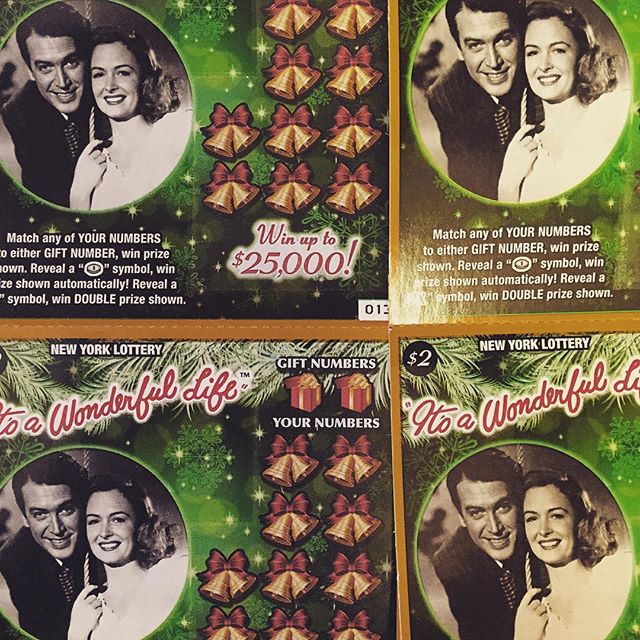 Match any of YOUR NUMBERS
to either GIFT NUMBER, win prize
shown. Reveal a " " symbol, win
prize shown automatically! Reveal a
" symbol, win DOUBLE prize shown.
Win up to
$25,000!
013
Match any of YOUR NUMBERS
to either GIFT NUMBER, win prize
shown. Reveal a " " symbol, win
prize shown automatically! Reveal a
" symbol, win DOUBLE prize shown.
NEW YORK LOTTERY
It's a Wonderful Life™"
GIFT NUMBERS
YOUR NUMBERS
$2
NEW YORK LOTTERY
"It's a Wonderful Li